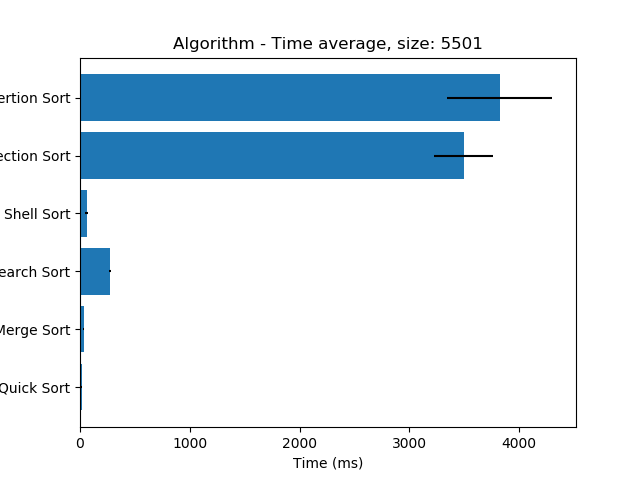 Algorithm - Time average, size: 5501
ertion Sort
ection Sort
Shell Sort
earch Sort
Merge Sort
Quick Sort
0 1000 2000 3000 4000
Time (ms)